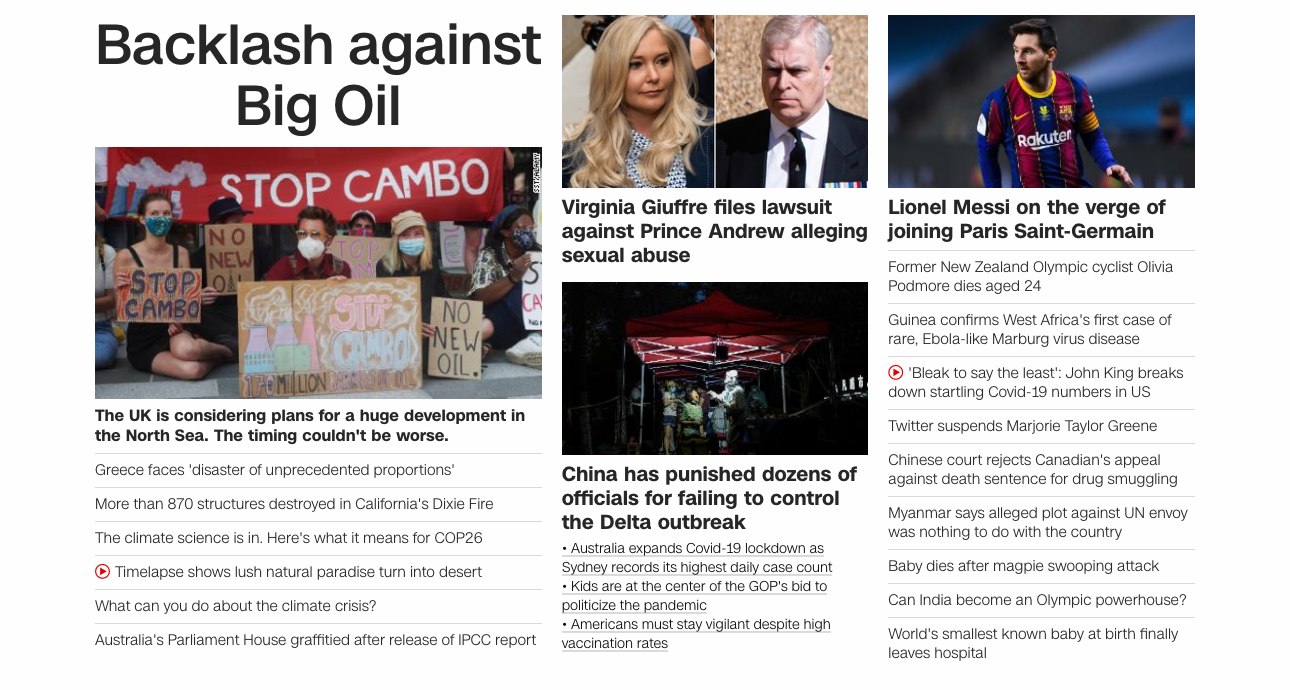 Backlash against
Big Oil
STOP CAMBO
NO
NEW
OIL.
STOP
CAMBO
STOP
CAMBO
NO
NEW
OIL.
The UK is considering plans for a huge development in
the North Sea. The timing couldn't be worse.
Greece faces 'disaster of unprecedented proportions'
More than 870 structures destroyed in California's Dixie Fire
The climate science is in. Here's what it means for COP26
Timelapse shows lush natural paradise turn into desert
What can you do about the climate crisis?
Australia's Parliament House graffitied after release of IPCC report
Virginia Giuffre files lawsuit
against Prince Andrew alleging
sexual abuse
China has punished dozens of
officials for failing to control
the Delta outbreak
• Australia expands Covid-19 lockdown as
Sydney records its highest daily case count
• Kids are at the center of the GOP's bid to
politicize the pandemic
• Americans must stay vigilant despite high
vaccination rates
Rakuten
Lionel Messi on the verge of
joining Paris Saint-Germain
Former New Zealand Olympic cyclist Olivia
Podmore dies aged 24
Guinea confirms West Africa's first case of
rare, Ebola-like Marburg virus disease
'Bleak to say the least': John King breaks
down startling Covid-19 numbers in US
Twitter suspends Marjorie Taylor Greene
Chinese court rejects Canadian's appeal
against death sentence for drug smuggling
Myanmar says alleged plot against UN envoy
was nothing to do with the country
Baby dies after magpie swooping attack
Can India become an Olympic powerhouse?
World's smallest known baby at birth finally
leaves hospital